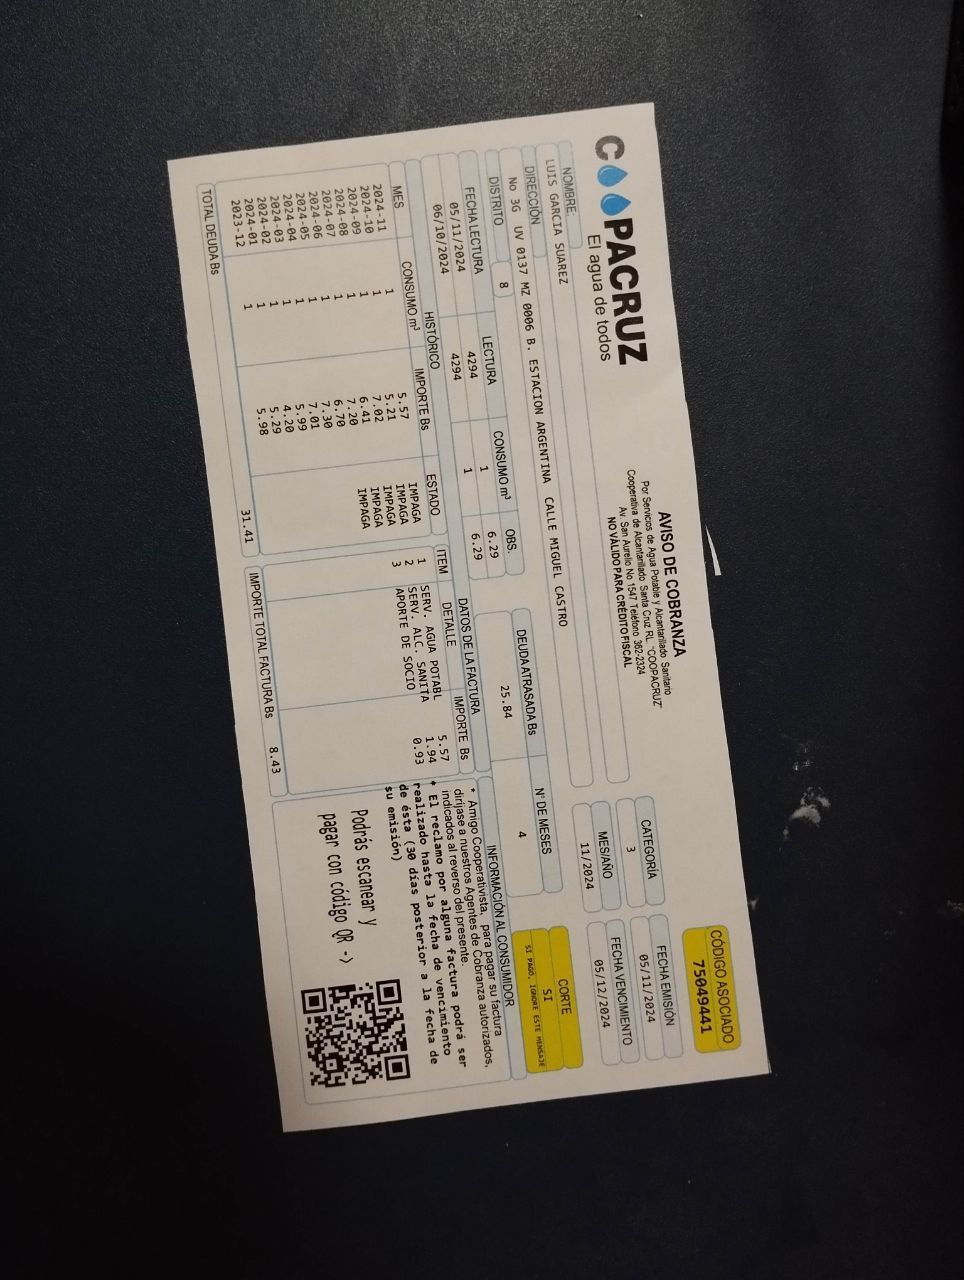 COOPACRUZ
El agua de todos
AVISO DE COBRANZA
Por Servicios de Agua Potable y Alcantarillado Sanitario
Cooperativa de Alcantarillado Santa Cruz RL. "COOPACRUZ"
Av. San Aurelio No 1547 Teléfono 362-2324
NO VÁLIDO PARA CRÉDITO FISCAL
CÓDIGO ASOCIADO
75049441
CATEGORÍA
3
FECHA EMISIÓN
05/11/2024
MES/AÑO
11/2024
FECHA VENCIMIENTO
05/12/2024
NOMBRE:
LUIS GARCIA SUAREZ
DIRECCIÓN
No 3G UV 0137 MZ 0006 B. ESTACION ARGENTINA CALLE MIGUEL CASTRO
DISTRITO 8
FECHA LECTURA LECTURA CONSUMO m³ OBS.
05/11/2024 4294 1 6.29
06/10/2024 4294 1 6.29
DEUDA ATRASADA Bs N° DE MESES
25.84 4
CORTE
SI
SI PAGO, IGNORE ESTE MENSAJE
HISTÓRICO
MES CONSUMO m³ IMPORTE Bs ESTADO
2024-11 1 5.57 IMPAGA
2024-10 1 5.21 IMPAGA
2024-09 1 7.02 IMPAGA
2024-08 1 6.41 IMPAGA
2024-07 1 7.20 IMPAGA
2024-06 1 6.70
2024-05 1 7.30
2024-04 1 7.01
2024-03 1 5.99
2024-02 1 4.20
2024-01 1 5.29
2023-12 1 5.98
TOTAL DEUDA Bs 31.41
DATOS DE LA FACTURA
ITEM DETALLE IMPORTE Bs
1 SERV. AGUA POTABL 5.57
2 SERV. ALC. SANITA 1.94
3 APORTE DE SOCIO 0.93
IMPORTE TOTAL FACTURA Bs 8.43
INFORMACIÓN AL CONSUMIDOR
* Amigo Cooperativista, para pagar su factura
diríjase a nuestros Agentes de Cobranza autorizados,
indicados al reverso del presente.
* El reclamo por alguna factura podrá ser
realizado hasta la fecha de vencimiento
de ésta (30 días posterior a la fecha de
su emisión)
Podrás escanear y
pagar con código QR ->